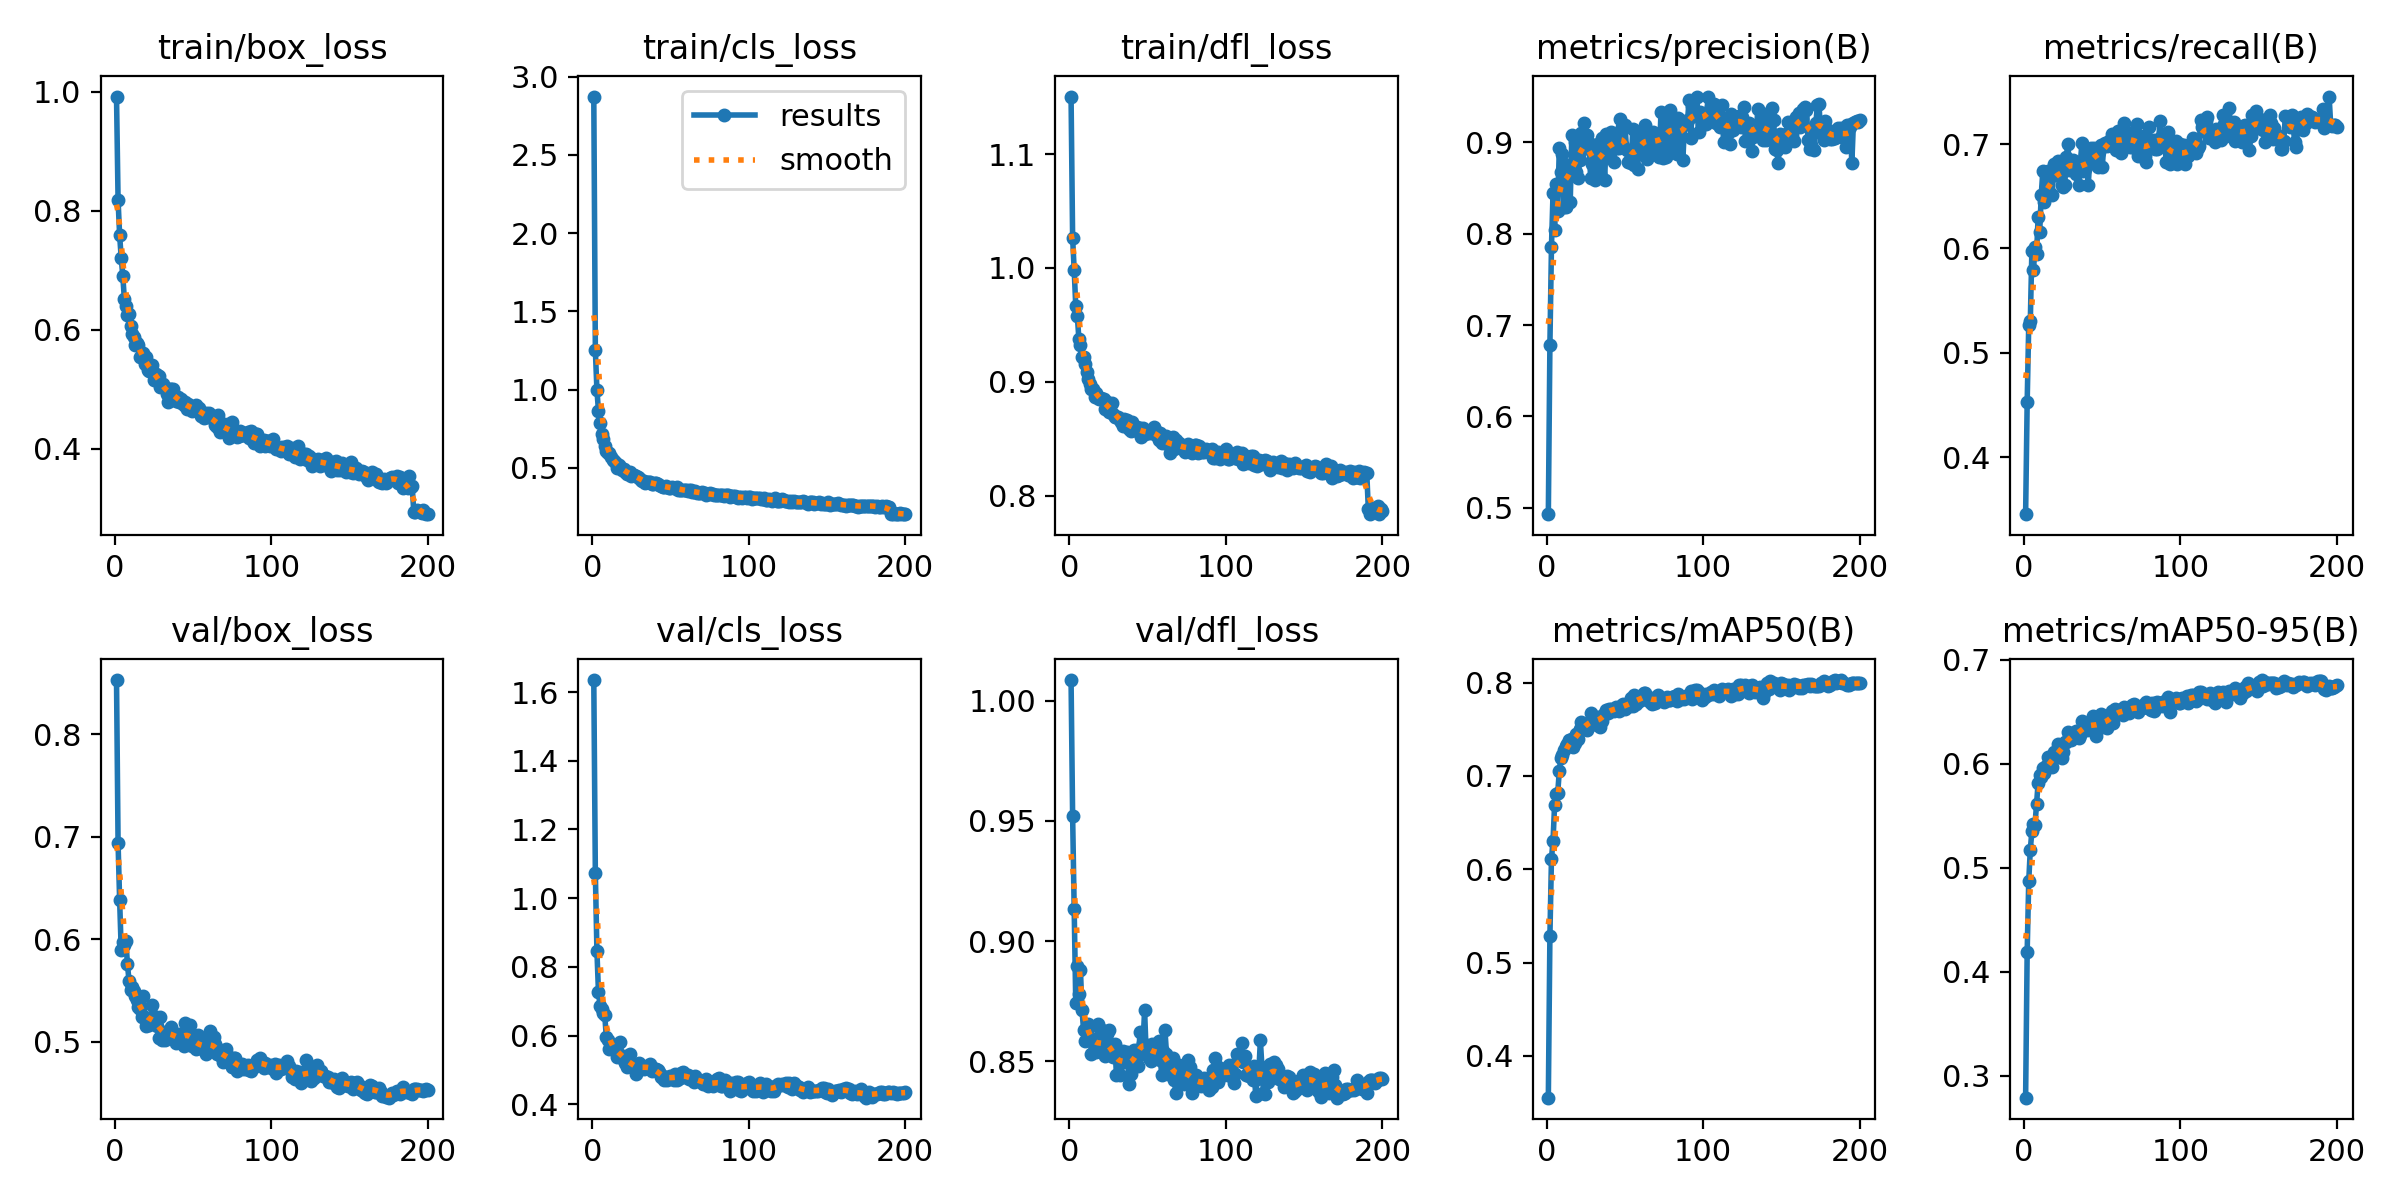 train/box_loss
1.0
0.8
0.6
0.4
0 100 200
train/cls_loss
3.0
2.5
2.0
1.5
1.0
0.5
results
smooth
0 100 200
train/dfl_loss
1.1
1.0
0.9
0.8
0 100 200
metrics/precision(B)
0.9
0.8
0.7
0.6
0.5
0 100 200
metrics/recall(B)
0.7
0.6
0.5
0.4
0 100 200
val/box_loss
0.8
0.7
0.6
0.5
0 100 200
val/cls_loss
1.6
1.4
1.2
1.0
0.8
0.6
0.4
0 100 200
val/dfl_loss
1.00
0.95
0.90
0.85
0 100 200
metrics/mAP50(B)
0.8
0.7
0.6
0.5
0.4
0 100 200
metrics/mAP50-95(B)
0.7
0.6
0.5
0.4
0.3
0 100 200